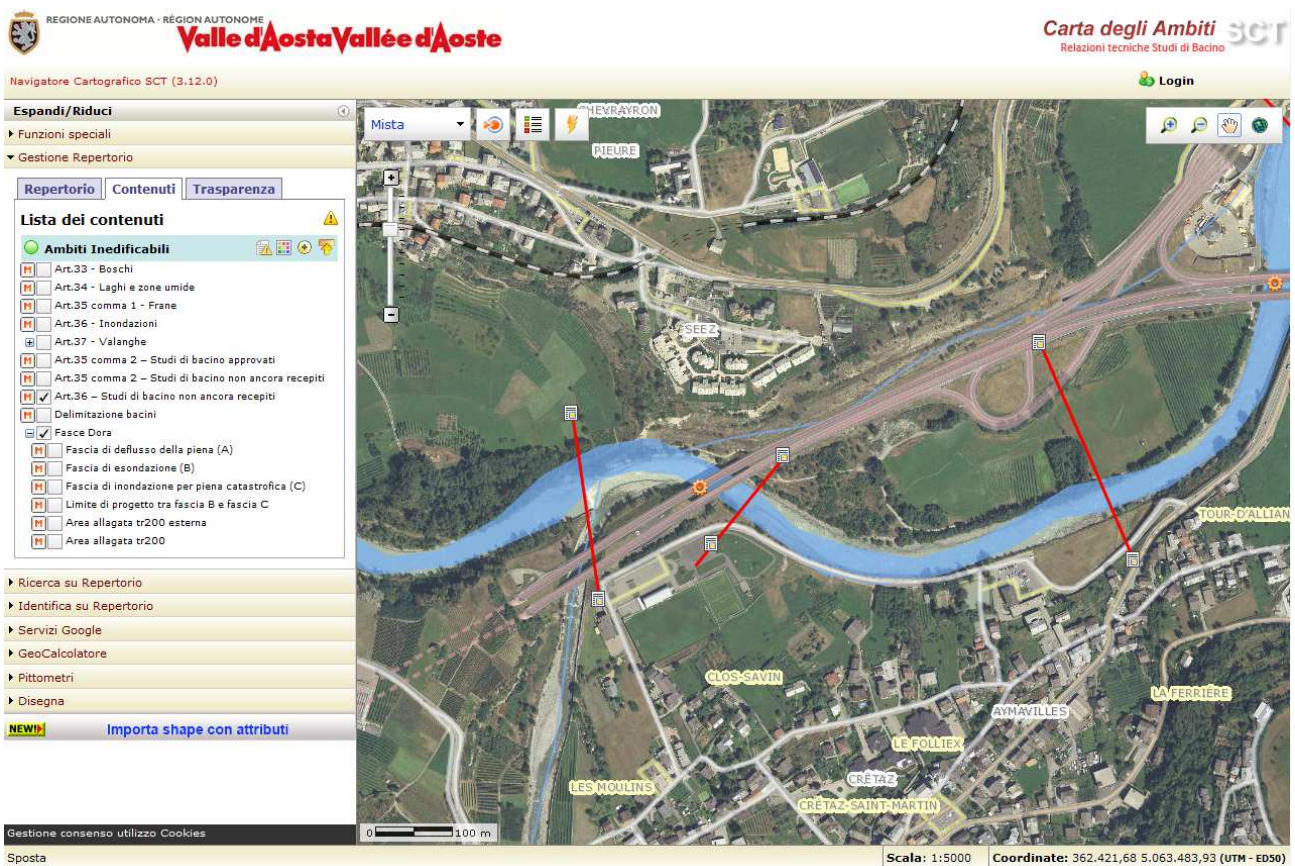 REGIONE AUTONOMA - RÉGION AUTONOME
Valle d'Aosta Vallée d'Aoste
Carta degli Ambiti SCT
Relazioni tecniche Studi di Bacino
Navigatore Cartografico SCT (3.12.0)
Login
Espandi/Riduci
Funzioni speciali
Gestione Repertorio
Repertorio Contenuti Trasparenza
Lista dei contenuti
Ambiti Inedificabili
M Art.33 - Boschi
M Art.34 - Laghi e zone umide
M Art.35 comma 1 - Frane
M Art.36 - Inondazioni
Art.37 - Valanghe
M Art.35 comma 2 – Studi di bacino approvati
M Art.35 comma 2 – Studi di bacino non ancora recepiti
M Art.36 – Studi di bacino non ancora recepiti
M Delimitazione bacini
Fasce Dora
M Fascia di deflusso della piena (A)
M Fascia di esondazione (B)
M Fascia di inondazione per piena catastrofica (C)
M Limite di progetto tra fascia B e fascia C
M Area allagata tr200 esterna
M Area allagata tr200
Ricerca su Repertorio
Identifica su Repertorio
Servizi Google
GeoCalcolatore
Pittometri
Disegna
NEW! Importa shape con attributi
Gestione consenso utilizzo Cookies
Sposta
Mista
CHEVRAYRON
PIEURE
SEEZ
TOUR-D'ALLIAN
CLOS-SAVIN
LA FERRIÈRE
AYMAVILLES
LE FOLLIEX
CRÊTAZ
LES MOULINS
CRÊTAZ-SAINT-MARTIN
0 100 m
Scala: 1:5000
Coordinate: 362.421,68 5.063.483,93 (UTM - ED50)